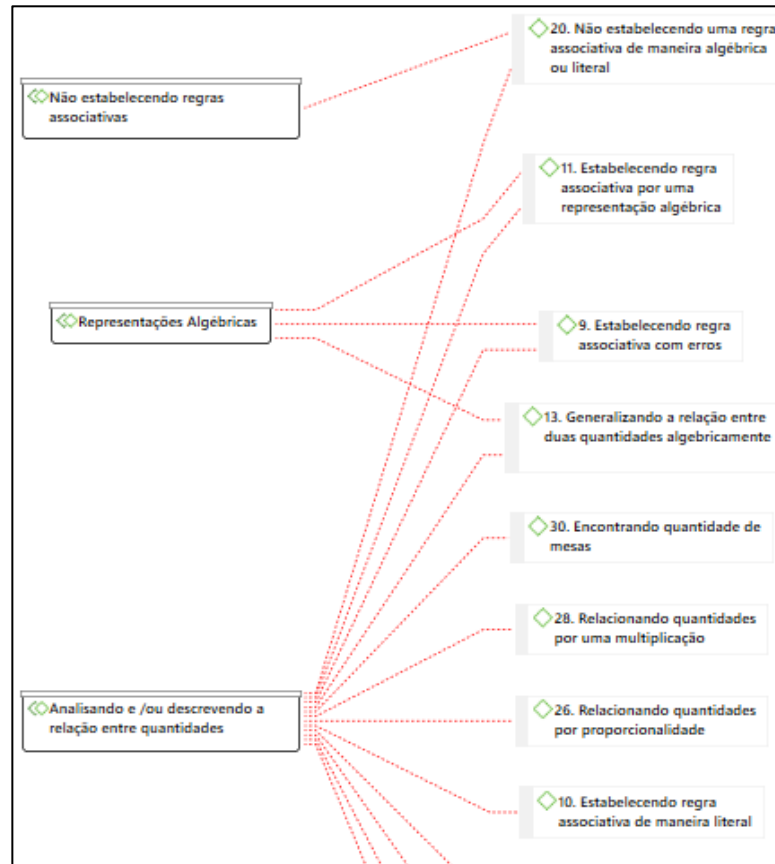 20. Não estabelecendo uma regra
associativa de maneira algébrica
ou literal
Não estabelecendo regras
associativas
11. Estabelecendo regra
associativa por uma
representação algébrica
Representações Algébricas
9. Estabelecendo regra
associativa com erros
13. Generalizando a relação entre
duas quantidades algebricamente
30. Encontrando quantidade de
mesas
28. Relacionando quantidades
por uma multiplicação
Analisando e /ou descrevendo a
relação entre quantidades
26. Relacionando quantidades
por proporcionalidade
10. Estabelecendo regra
associativa de maneira literal